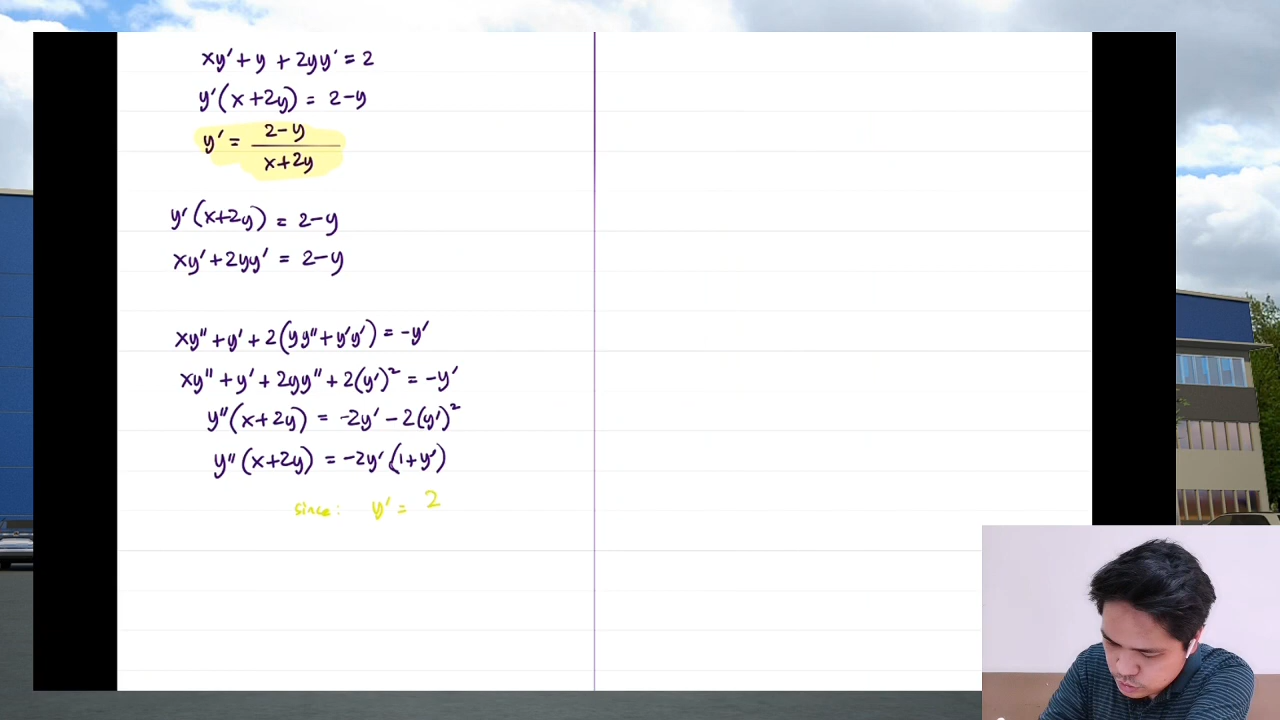 xy' + y + 2yy' = 2
y'(x+2y) = 2-y
y' = \frac{2-y}{x+2y}
y'(x+2y) = 2-y
xy' + 2yy' = 2-y
xy'' + y' + 2(yy'' + y'y') = -y'
xy'' + y' + 2yy'' + 2(y')² = -y'
y''(x+2y) = -2y' - 2(y')²
y''(x+2y) = -2y'(1+y')
since: y' = 2